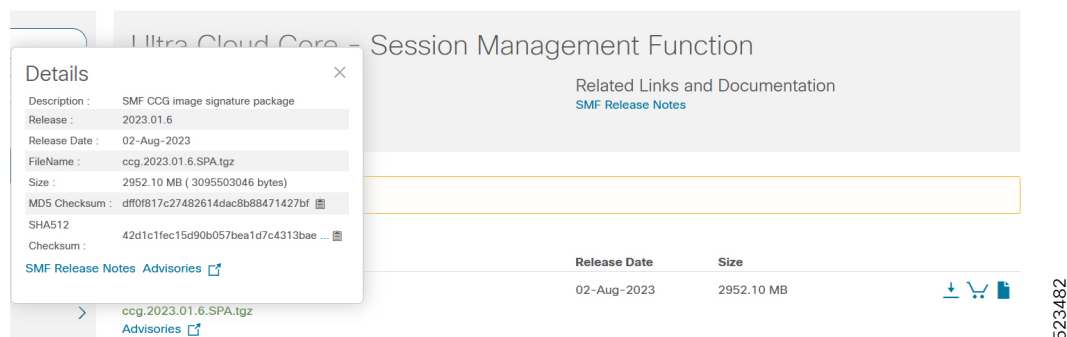 Ultra Cloud Core - Session Management Function
Related Links and Documentation
SMF Release Notes
Details
Description : SMF CCG image signature package
Release : 2023.01.6
Release Date : 02-Aug-2023
FileName : ccg.2023.01.6.SPA.tgz
Size : 2952.10 MB ( 3095503046 bytes)
MD5 Checksum : dff0f817c27482614dac8b88471427bf
SHA512
Checksum : 42d1c1fec15d90b057bea1d7c4313bae ...
SMF Release Notes Advisories
Release Date Size
02-Aug-2023 2952.10 MB
ccg.2023.01.6.SPA.tgz
Advisories
523482